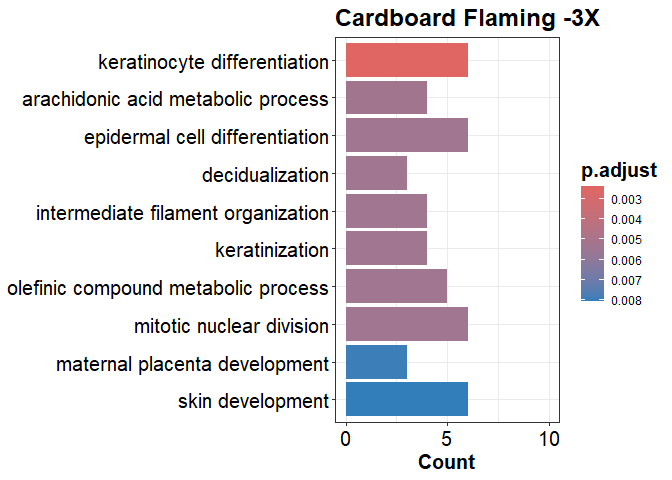 Cardboard Flaming -3X
keratinocyte differentiation
arachidonic acid metabolic process
epidermal cell differentiation
decidualization
intermediate filament organization
keratinization
olefinic compound metabolic process
mitotic nuclear division
maternal placenta development
skin development
0 5 10
Count
p.adjust
0.003
0.004
0.005
0.006
0.007
0.008